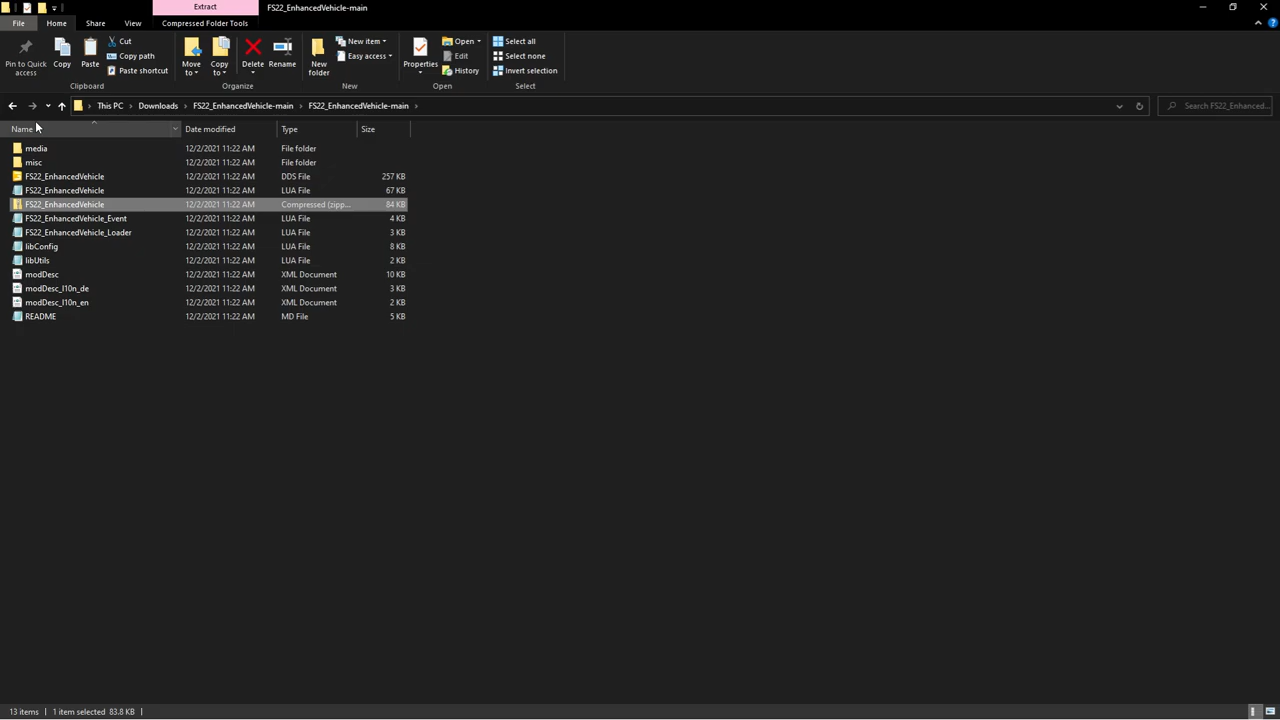 Extract
FS22_EnhancedVehicle-main
File
Home
Share
View
Compressed Folder Tools
Pin to Quick access
Copy
Paste
Cut
Copy path
Paste shortcut
Clipboard
Move to
Copy to
Delete
Rename
Organize
New folder
New item
Easy access
New
Properties
Open
Edit
History
Open
Select all
Select none
Invert selection
Select
This PC > Downloads > FS22_EnhancedVehicle-main > FS22_EnhancedVehicle-main >
Search FS22_Enhanced...
Name Date modified Type Size
media 12/2/2021 11:22 AM File folder
misc 12/2/2021 11:22 AM File folder
FS22_EnhancedVehicle 12/2/2021 11:22 AM DDS File 257 KB
FS22_EnhancedVehicle 12/2/2021 11:22 AM LUA File 67 KB
FS22_EnhancedVehicle 12/2/2021 11:22 AM Compressed (zipp... 84 KB
FS22_EnhancedVehicle_Event 12/2/2021 11:22 AM LUA File 4 KB
FS22_EnhancedVehicle_Loader 12/2/2021 11:22 AM LUA File 3 KB
libConfig 12/2/2021 11:22 AM LUA File 8 KB
libUtils 12/2/2021 11:22 AM LUA File 2 KB
modDesc 12/2/2021 11:22 AM XML Document 10 KB
modDesc_l10n_de 12/2/2021 11:22 AM XML Document 3 KB
modDesc_l10n_en 12/2/2021 11:22 AM XML Document 2 KB
README 12/2/2021 11:22 AM MD File 5 KB
13 items 1 item selected 83.8 KB